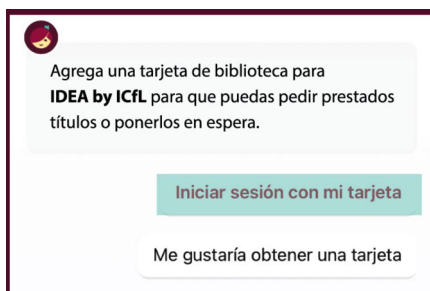 Agrega una tarjeta de biblioteca para
IDEA by ICfL para que puedas pedir prestados
títulos o ponerlos en espera.
Iniciar sesión con mi tarjeta
Me gustaría obtener una tarjeta